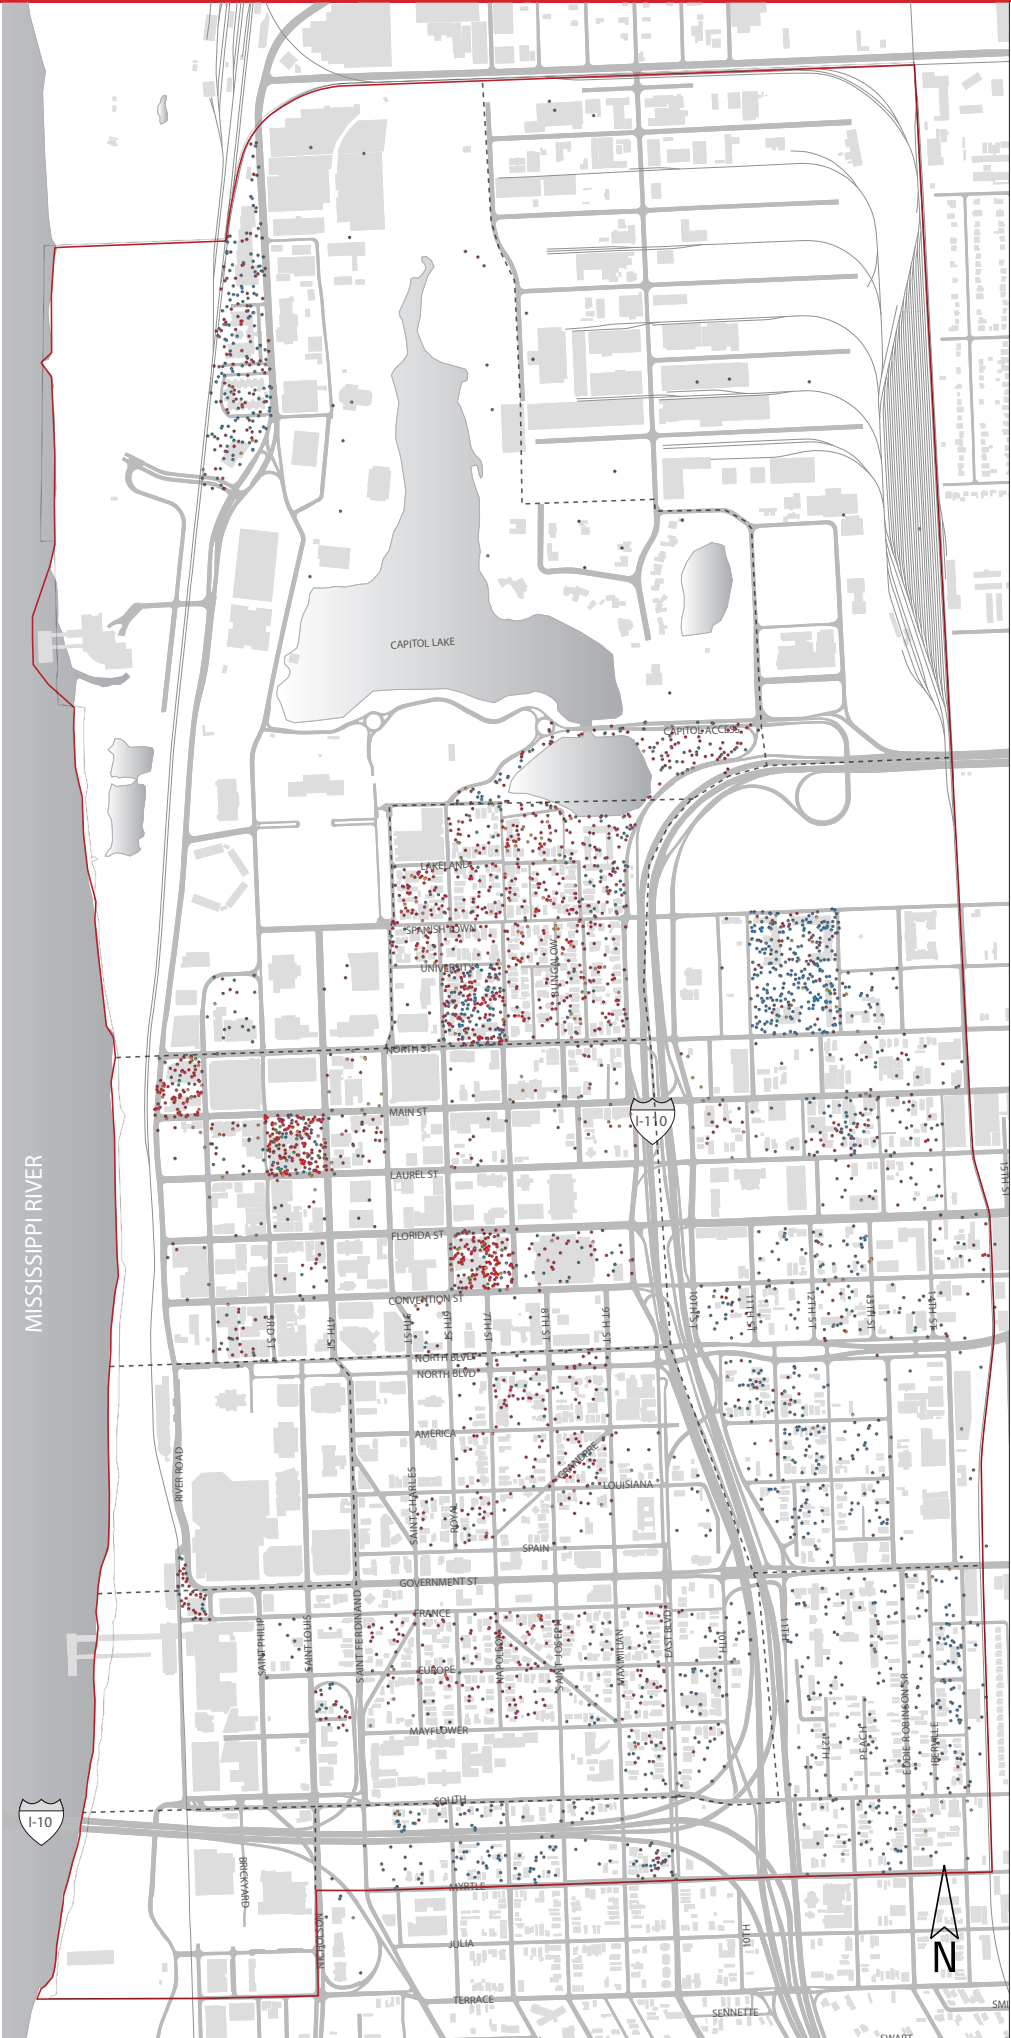 CAPITOL LAKE
CAPITOL ACCESS
LAKELAND
SPANISH TOWN
UNIVERSITY
BUNGALOW
NORTH ST
MAIN ST
I-110
LAUREL ST
15TH ST
MISSISSIPPI RIVER
FLORIDA ST
CONVENTION ST
3RD ST
4TH ST
5TH ST
6TH ST
7TH ST
8TH ST
9TH ST
10TH ST
11TH ST
12TH ST
13TH ST
14TH ST
NORTH BLVD
NORTH BLVD
AMERICA
GRANDPRE
RIVER ROAD
SAINT CHARLES
ROYAL
LOUISIANA
SPAIN
GOVERNMENT ST
FRANCE
SAINT PHILIP
SAINT LOUIS
SAINT FERDINAND
NAPOLEON
SAINT JOSEPH
MAXIMILIAN
EAST BLVD
10TH
11TH
EUROPE
MAYFLOWER
12TH
PEACH
EDDIE ROBINSON SR
IBERVILLE
SOUTH
I-10
BRICKYARD
MYRTLE
NICHOLSON
JULIA
10TH
N
TERRACE
SENNETTE
SMI
SWART